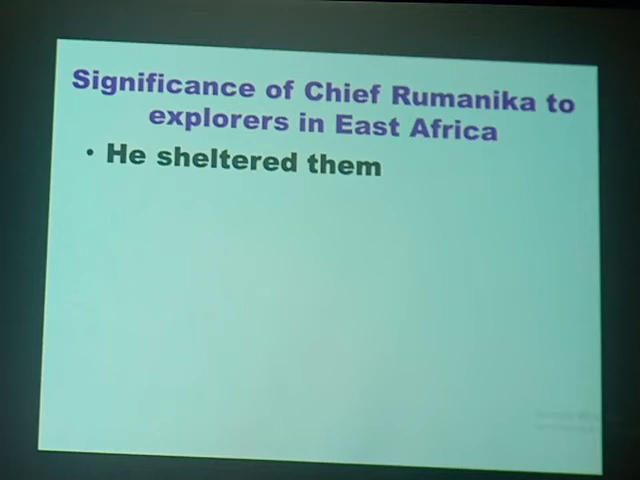 Significance of Chief Rumanika to
explorers in East Africa
• He sheltered them